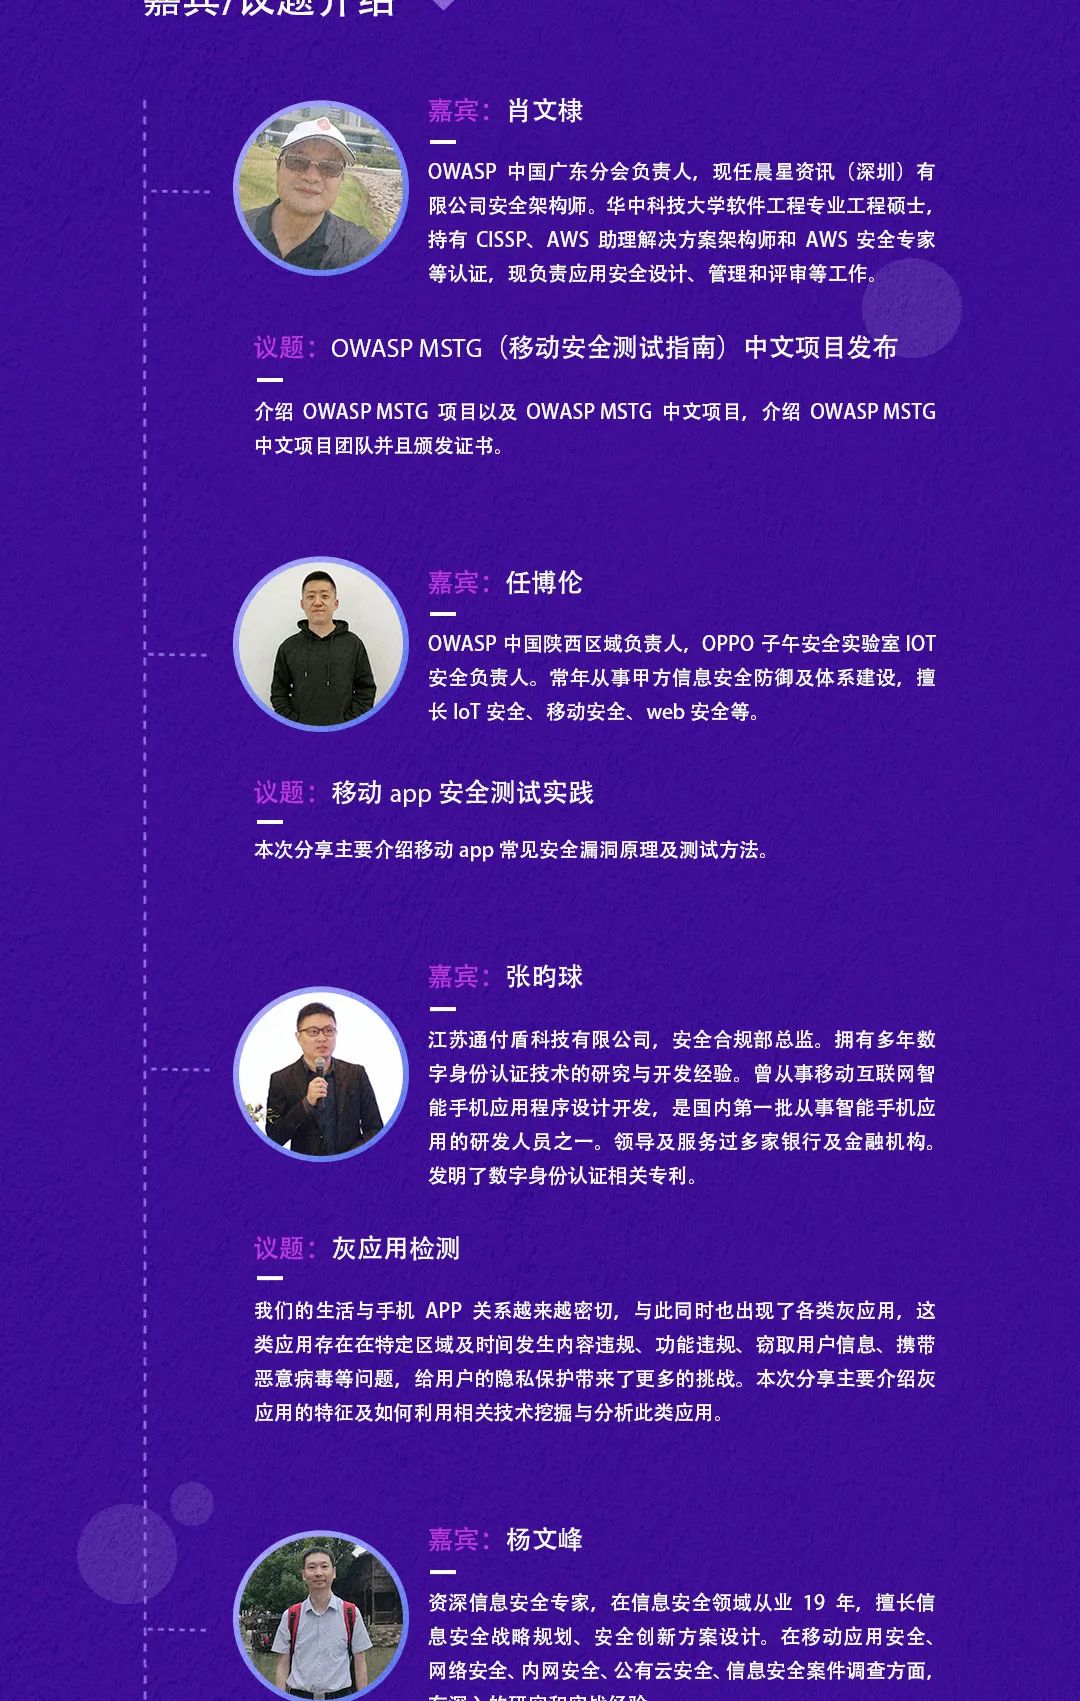 嘉宾/议题介绍
嘉宾：肖文棣
OWASP 中国广东分会负责人，现任晨星资讯（深圳）有
限公司安全架构师。华中科技大学软件工程专业工程硕士，
持有 CISSP、AWS 助理解决方案架构师和 AWS 安全专家
等认证，现负责应用安全设计、管理和评审等工作。
议题：OWASP MSTG（移动安全测试指南）中文项目发布
介绍 OWASP MSTG 项目以及 OWASP MSTG 中文项目，介绍 OWASP MSTG
中文项目团队并且颁发证书。
嘉宾：任博伦
OWASP 中国陕西区域负责人，OPPO 子午安全实验室 IOT
安全负责人。常年从事甲方信息安全防御及体系建设，擅
长 IoT 安全、移动安全、web 安全等。
议题：移动 app 安全测试实践
本次分享主要介绍移动 app 常见安全漏洞原理及测试方法。
嘉宾：张昀球
江苏通付盾科技有限公司，安全合规部总监。拥有多年数
字身份认证技术的研究与开发经验。曾从事移动互联网智
能手机应用程序设计开发，是国内第一批从事智能手机应
用的研发人员之一。领导及服务过多家银行及金融机构。
发明了数字身份认证相关专利。
议题：灰应用检测
我们的生活与手机 APP 关系越来越密切，与此同时也出现了各类灰应用，这
类应用存在在特定区域及时间发生内容违规、功能违规、窃取用户信息、携带
恶意病毒等问题，给用户的隐私保护带来了更多的挑战。本次分享主要介绍灰
应用的特征及如何利用相关技术挖掘与分析此类应用。
嘉宾：杨文峰
资深信息安全专家，在信息安全领域从业 19 年，擅长信
息安全战略规划、安全创新方案设计。在移动应用安全、
网络安全、内网安全、公有云安全、信息安全案件调查方面，